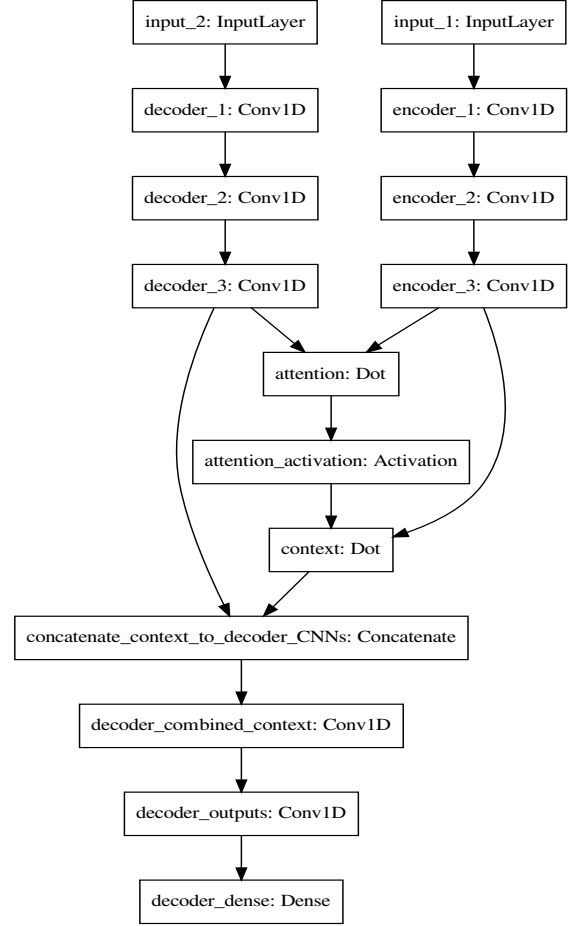 input_2: InputLayer
input_1: InputLayer
decoder_1: Conv1D
encoder_1: Conv1D
decoder_2: Conv1D
encoder_2: Conv1D
decoder_3: Conv1D
encoder_3: Conv1D
attention: Dot
attention_activation: Activation
context: Dot
concatenate_context_to_decoder_CNNs: Concatenate
decoder_combined_context: Conv1D
decoder_outputs: Conv1D
decoder_dense: Dense